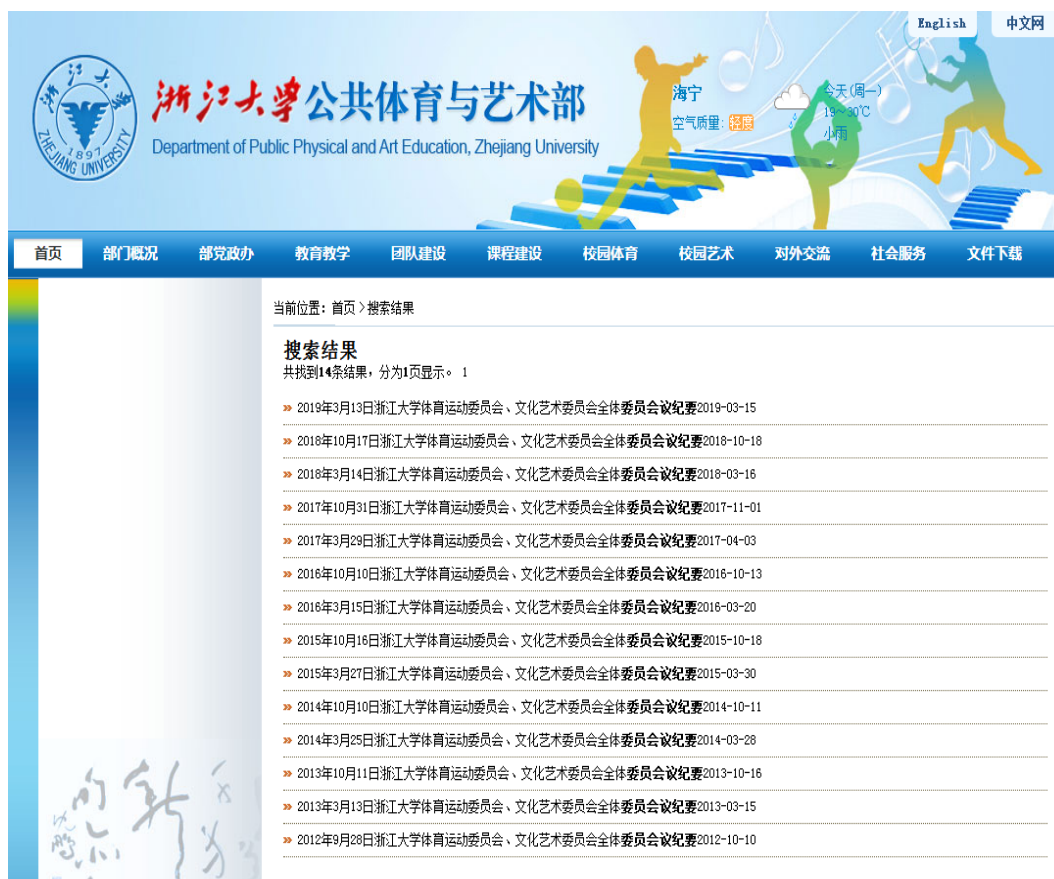 English 中文网
浙江大学公共体育与艺术部
Department of Public Physical and Art Education, Zhejiang University
浙江大学
1897
ZHEJIANG UNIVERSITY
海宁
空气质量：轻度
今天(周一)
19～30℃
小雨
首页 部门概况 部党政办 教育教学 团队建设 课程建设 校园体育 校园艺术 对外交流 社会服务 文件下载
当前位置：首页>搜索结果
搜索结果
共找到14条结果，分为1页显示。 1
» 2019年3月13日浙江大学体育运动委员会、文化艺术委员会全体委员会议纪要2019-03-15
» 2018年10月17日浙江大学体育运动委员会、文化艺术委员会全体委员会议纪要2018-10-18
» 2018年3月14日浙江大学体育运动委员会、文化艺术委员会全体委员会议纪要2018-03-16
» 2017年10月31日浙江大学体育运动委员会、文化艺术委员会全体委员会议纪要2017-11-01
» 2017年3月29日浙江大学体育运动委员会、文化艺术委员会全体委员会议纪要2017-04-03
» 2016年10月10日浙江大学体育运动委员会、文化艺术委员会全体委员会议纪要2016-10-13
» 2016年3月15日浙江大学体育运动委员会、文化艺术委员会全体委员会议纪要2016-03-20
» 2015年10月16日浙江大学体育运动委员会、文化艺术委员会全体委员会议纪要2015-10-18
» 2015年3月27日浙江大学体育运动委员会、文化艺术委员会全体委员会议纪要2015-03-30
» 2014年10月10日浙江大学体育运动委员会、文化艺术委员会全体委员会议纪要2014-10-11
» 2014年3月25日浙江大学体育运动委员会、文化艺术委员会全体委员会议纪要2014-03-28
» 2013年10月11日浙江大学体育运动委员会、文化艺术委员会全体委员会议纪要2013-10-16
» 2013年3月13日浙江大学体育运动委员会、文化艺术委员会全体委员会议纪要2013-03-15
» 2012年9月28日浙江大学体育运动委员会、文化艺术委员会全体委员会议纪要2012-10-10